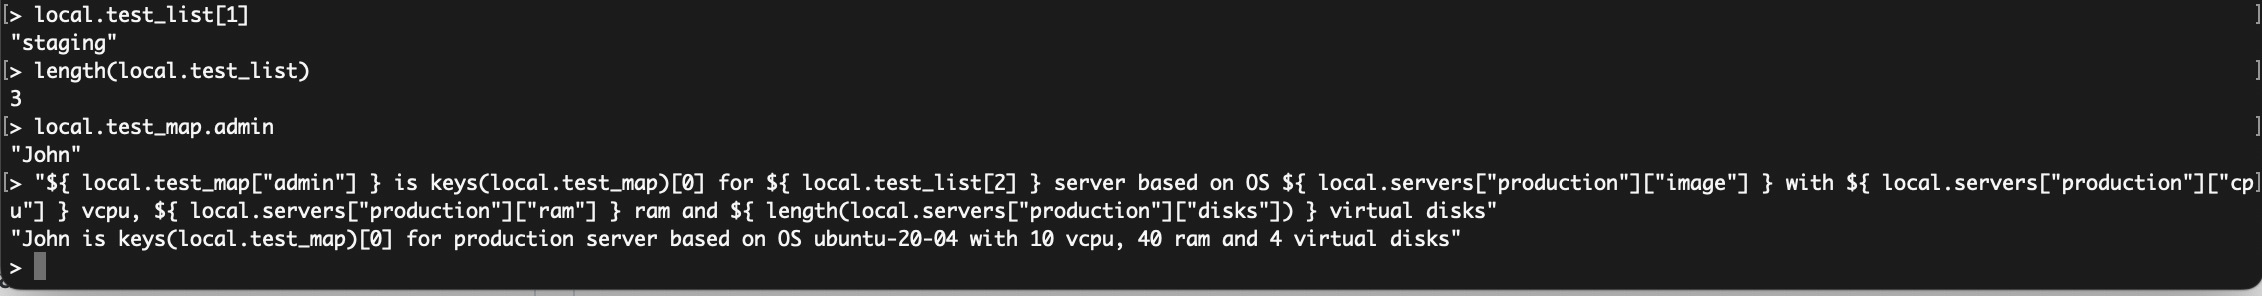 [> local.test_list[1]]
"staging"
[> length(local.test_list)]
3
[> local.test_map.admin]
"John"
[> "${ local.test_map["admin"] } is keys(local.test_map)[0] for ${ local.test_list[2] } server based on OS ${ local.servers["production"]["image"] } with ${ local.servers["production"]["cp]
u"] } vcpu, ${ local.servers["production"]["ram"] } ram and ${ length(local.servers["production"]["disks"]) } virtual disks"
"John is keys(local.test_map)[0] for production server based on OS ubuntu-20-04 with 10 vcpu, 40 ram and 4 virtual disks"
>